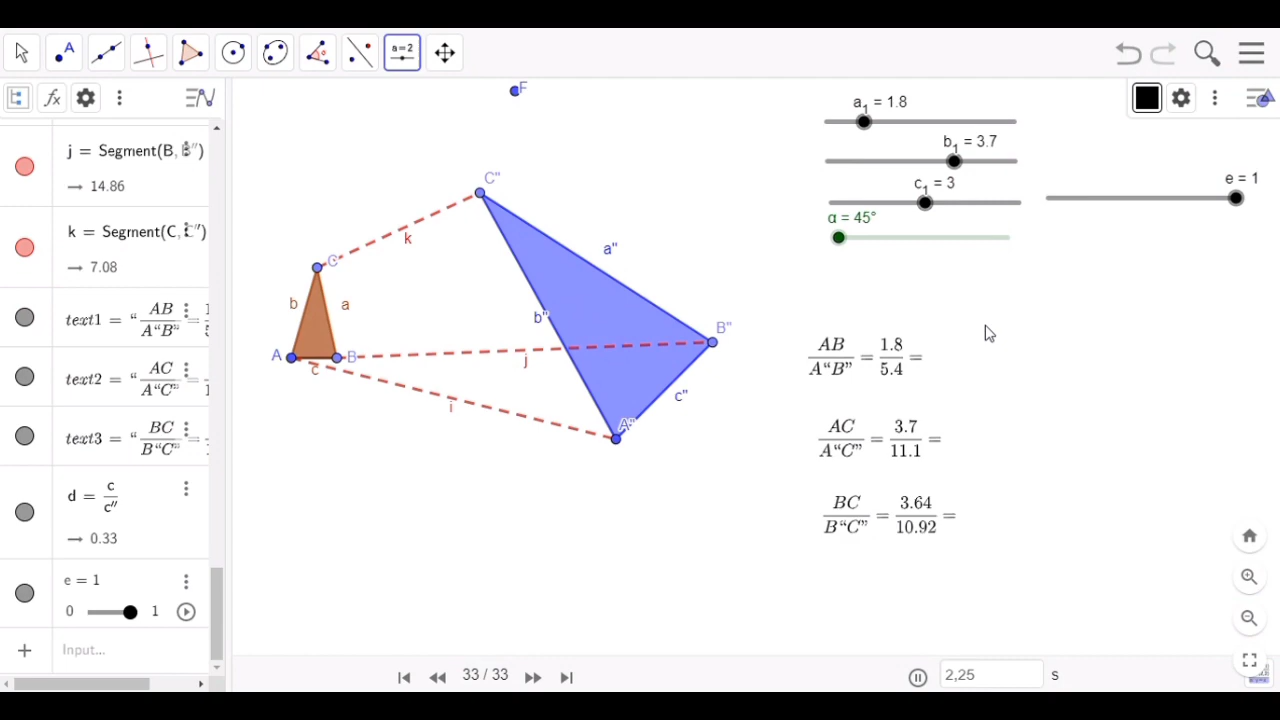 A
a=2
fx
j = Segment(B, B″)
→ 14.86
k = Segment(C, C″)
→ 7.08
text1 = “ AB / A“B” =
text2 = “ AC / A“C” =
text3 = “ BC / B“C” =
d = c / c″
→ 0.33
e = 1
0 1
Input...
F
C"
k
a"
C
b a
b"
B"
A B
c
j
i
c"
A"
a₁ = 1.8
b₁ = 3.7
c₁ = 3
e = 1
α = 45°
AB / A“B” = 1.8 / 5.4 =
AC / A“C” = 3.7 / 11.1 =
BC / B“C” = 3.64 / 10.92 =
33 / 33
2,25 s